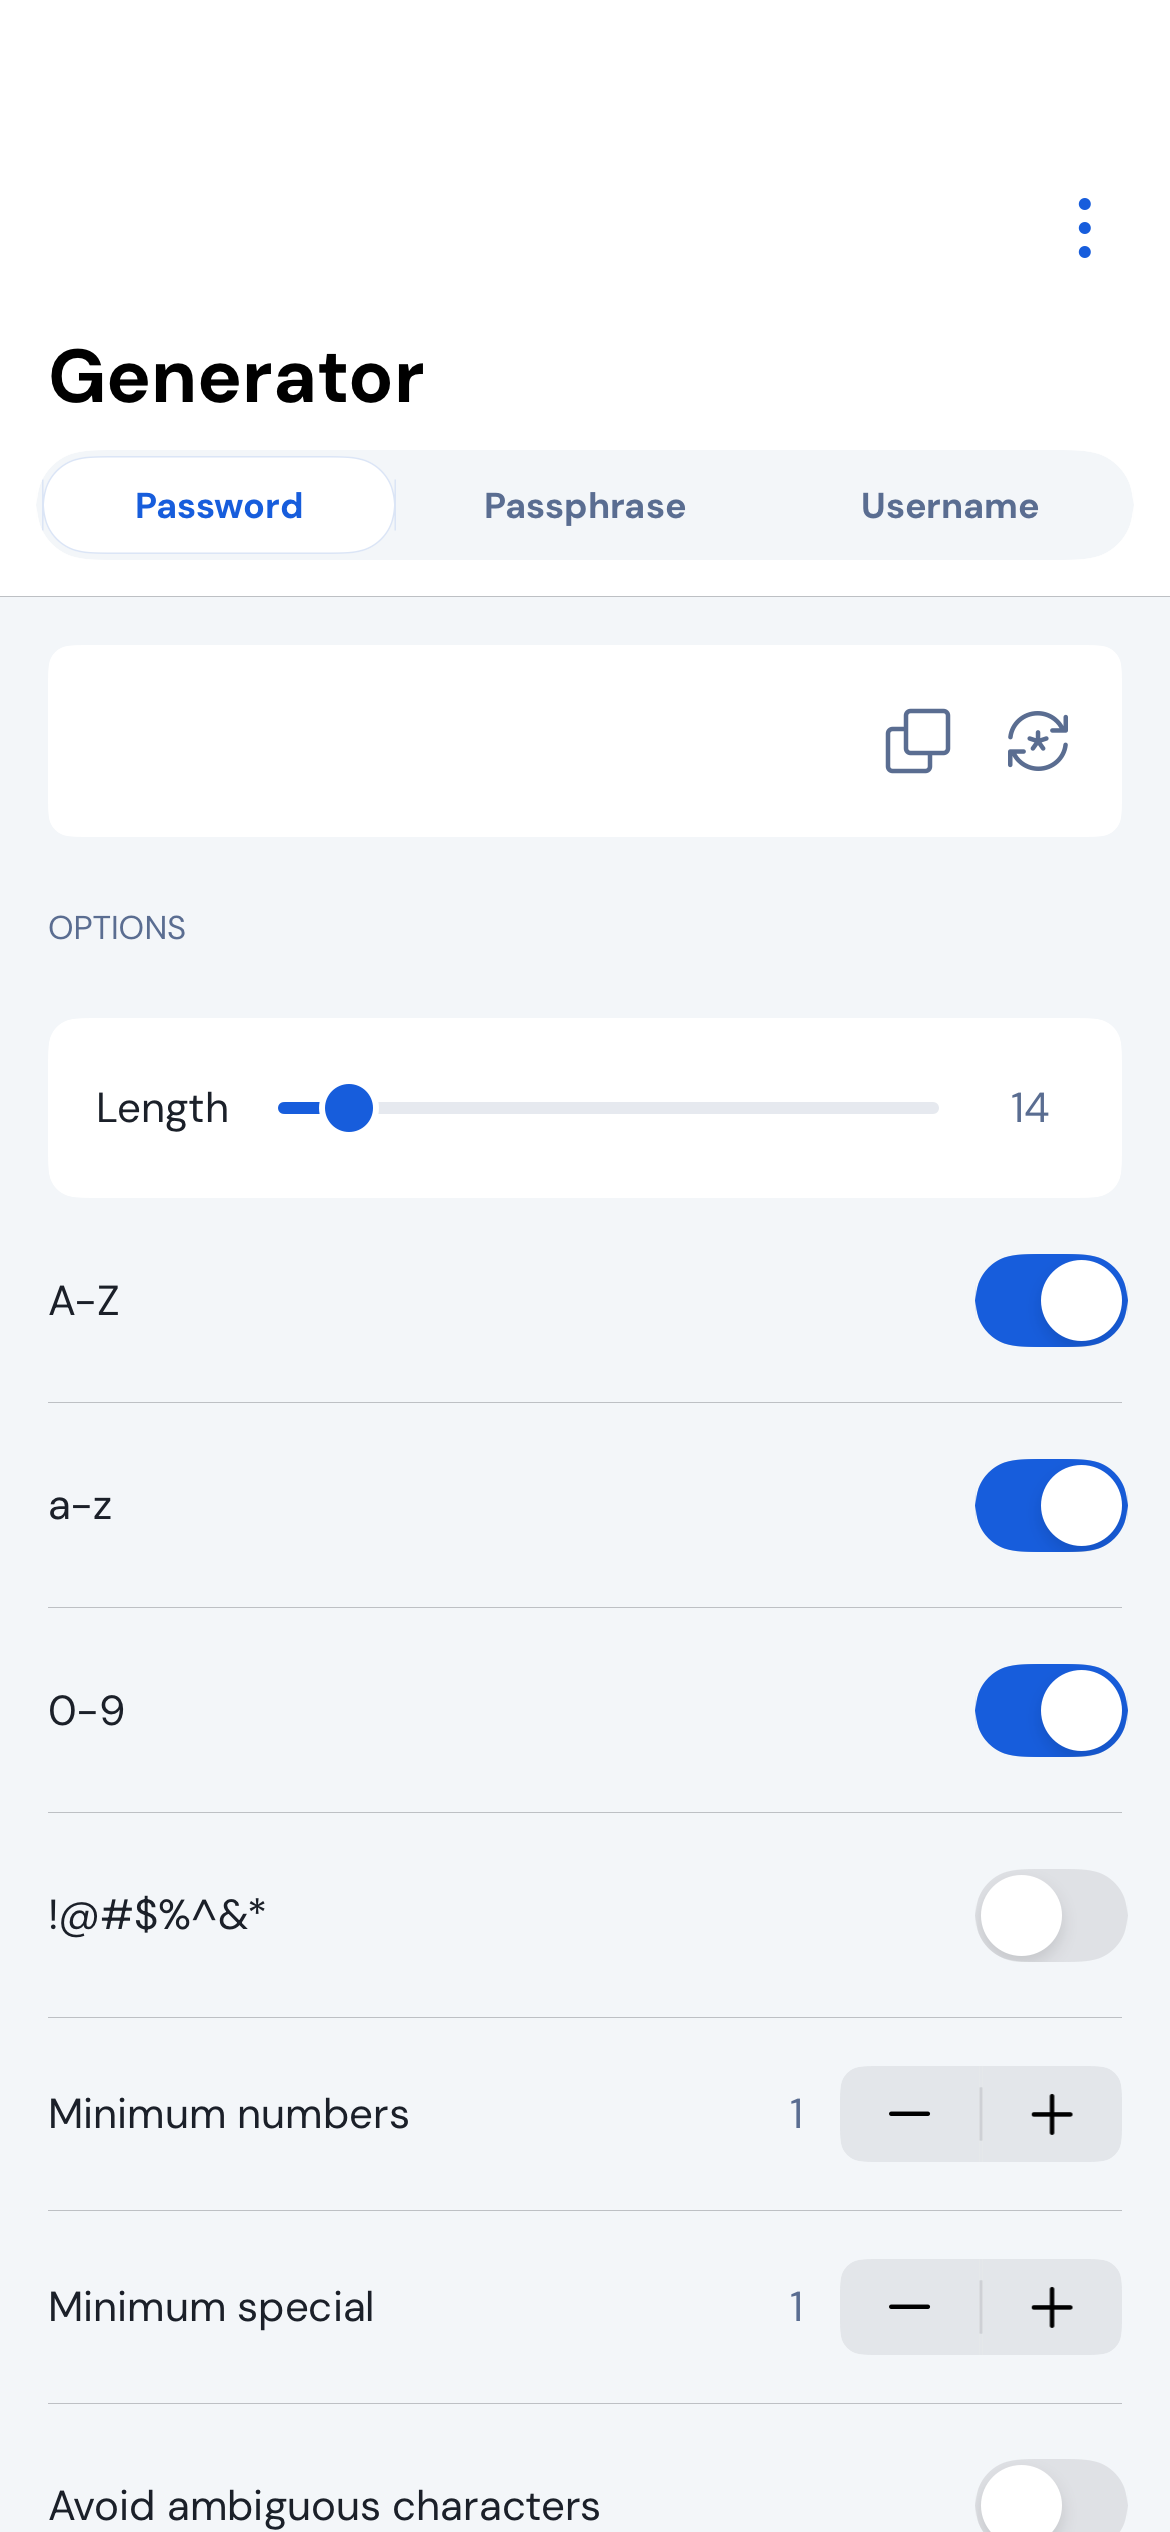 Generator
Password Passphrase Username
OPTIONS
Length 14
A-Z
a-z
0-9
!@#$%^&*
Minimum numbers 1
Minimum special 1
Avoid ambiguous characters